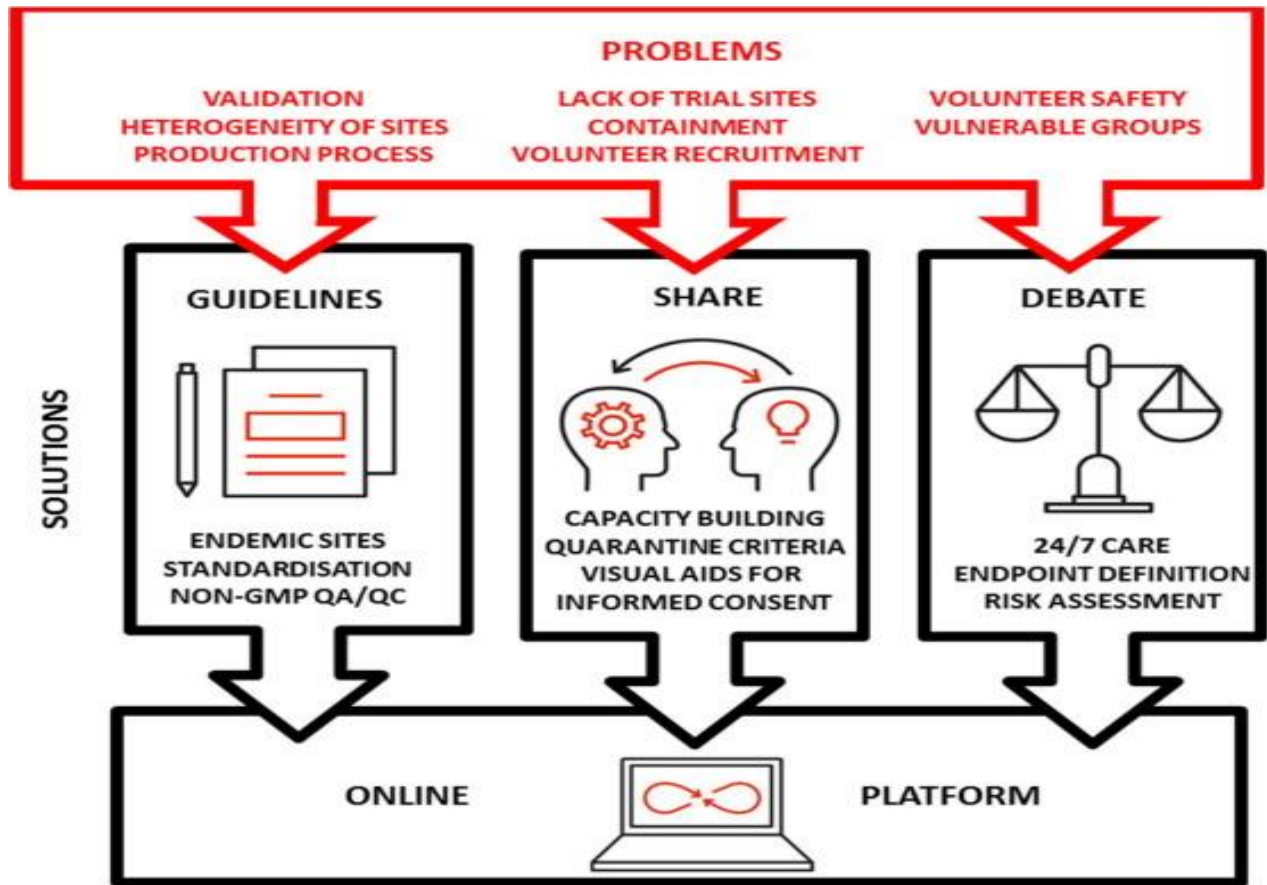 PROBLEMS
VALIDATION
HETEROGENEITY OF SITES
PRODUCTION PROCESS
LACK OF TRIAL SITES
CONTAINMENT
VOLUNTEER RECRUITMENT
VOLUNTEER SAFETY
VULNERABLE GROUPS
SOLUTIONS
GUIDELINES
ENDEMIC SITES
STANDARDISATION
NON-GMP QA/QC
SHARE
CAPACITY BUILDING
QUARANTINE CRITERIA
VISUAL AIDS FOR
INFORMED CONSENT
DEBATE
24/7 CARE
ENDPOINT DEFINITION
RISK ASSESSMENT
ONLINE PLATFORM